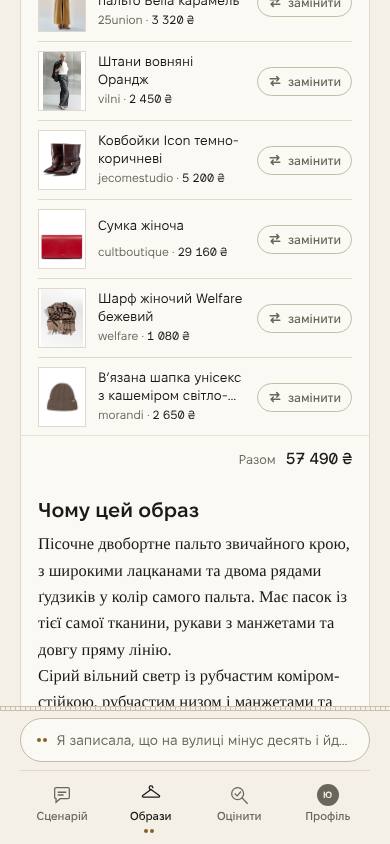 пальто Bella карамель
25union · 3 320 ₴
замінити
Штани вовняні
Орандж
vilni · 2 450 ₴
замінити
Ковбойки Icon темно-
коричневі
jecomestudio · 5 200 ₴
замінити
Сумка жіноча
cultboutique · 29 160 ₴
замінити
Шарф жіночий Welfare
бежевий
welfare · 1 080 ₴
замінити
В’язана шапка унісекс
з кашеміром світло-...
morandi · 2 650 ₴
замінити
Разом 57 490 ₴
Чому цей образ
Пісочне двобортне пальто звичайного крою,
з широкими лацканами та двома рядами
ґудзиків у колір самого пальта. Має пасок із
тієї самої тканини, рукави з манжетами та
довгу пряму лінію.
Сірий вільний светр із рубчастим коміром-
стійкою, рубчастим низом і манжетами та
Я записала, що на вулиці мінус десять і йд...
Сценарій
Образи
Оцінити
Ю
Профіль